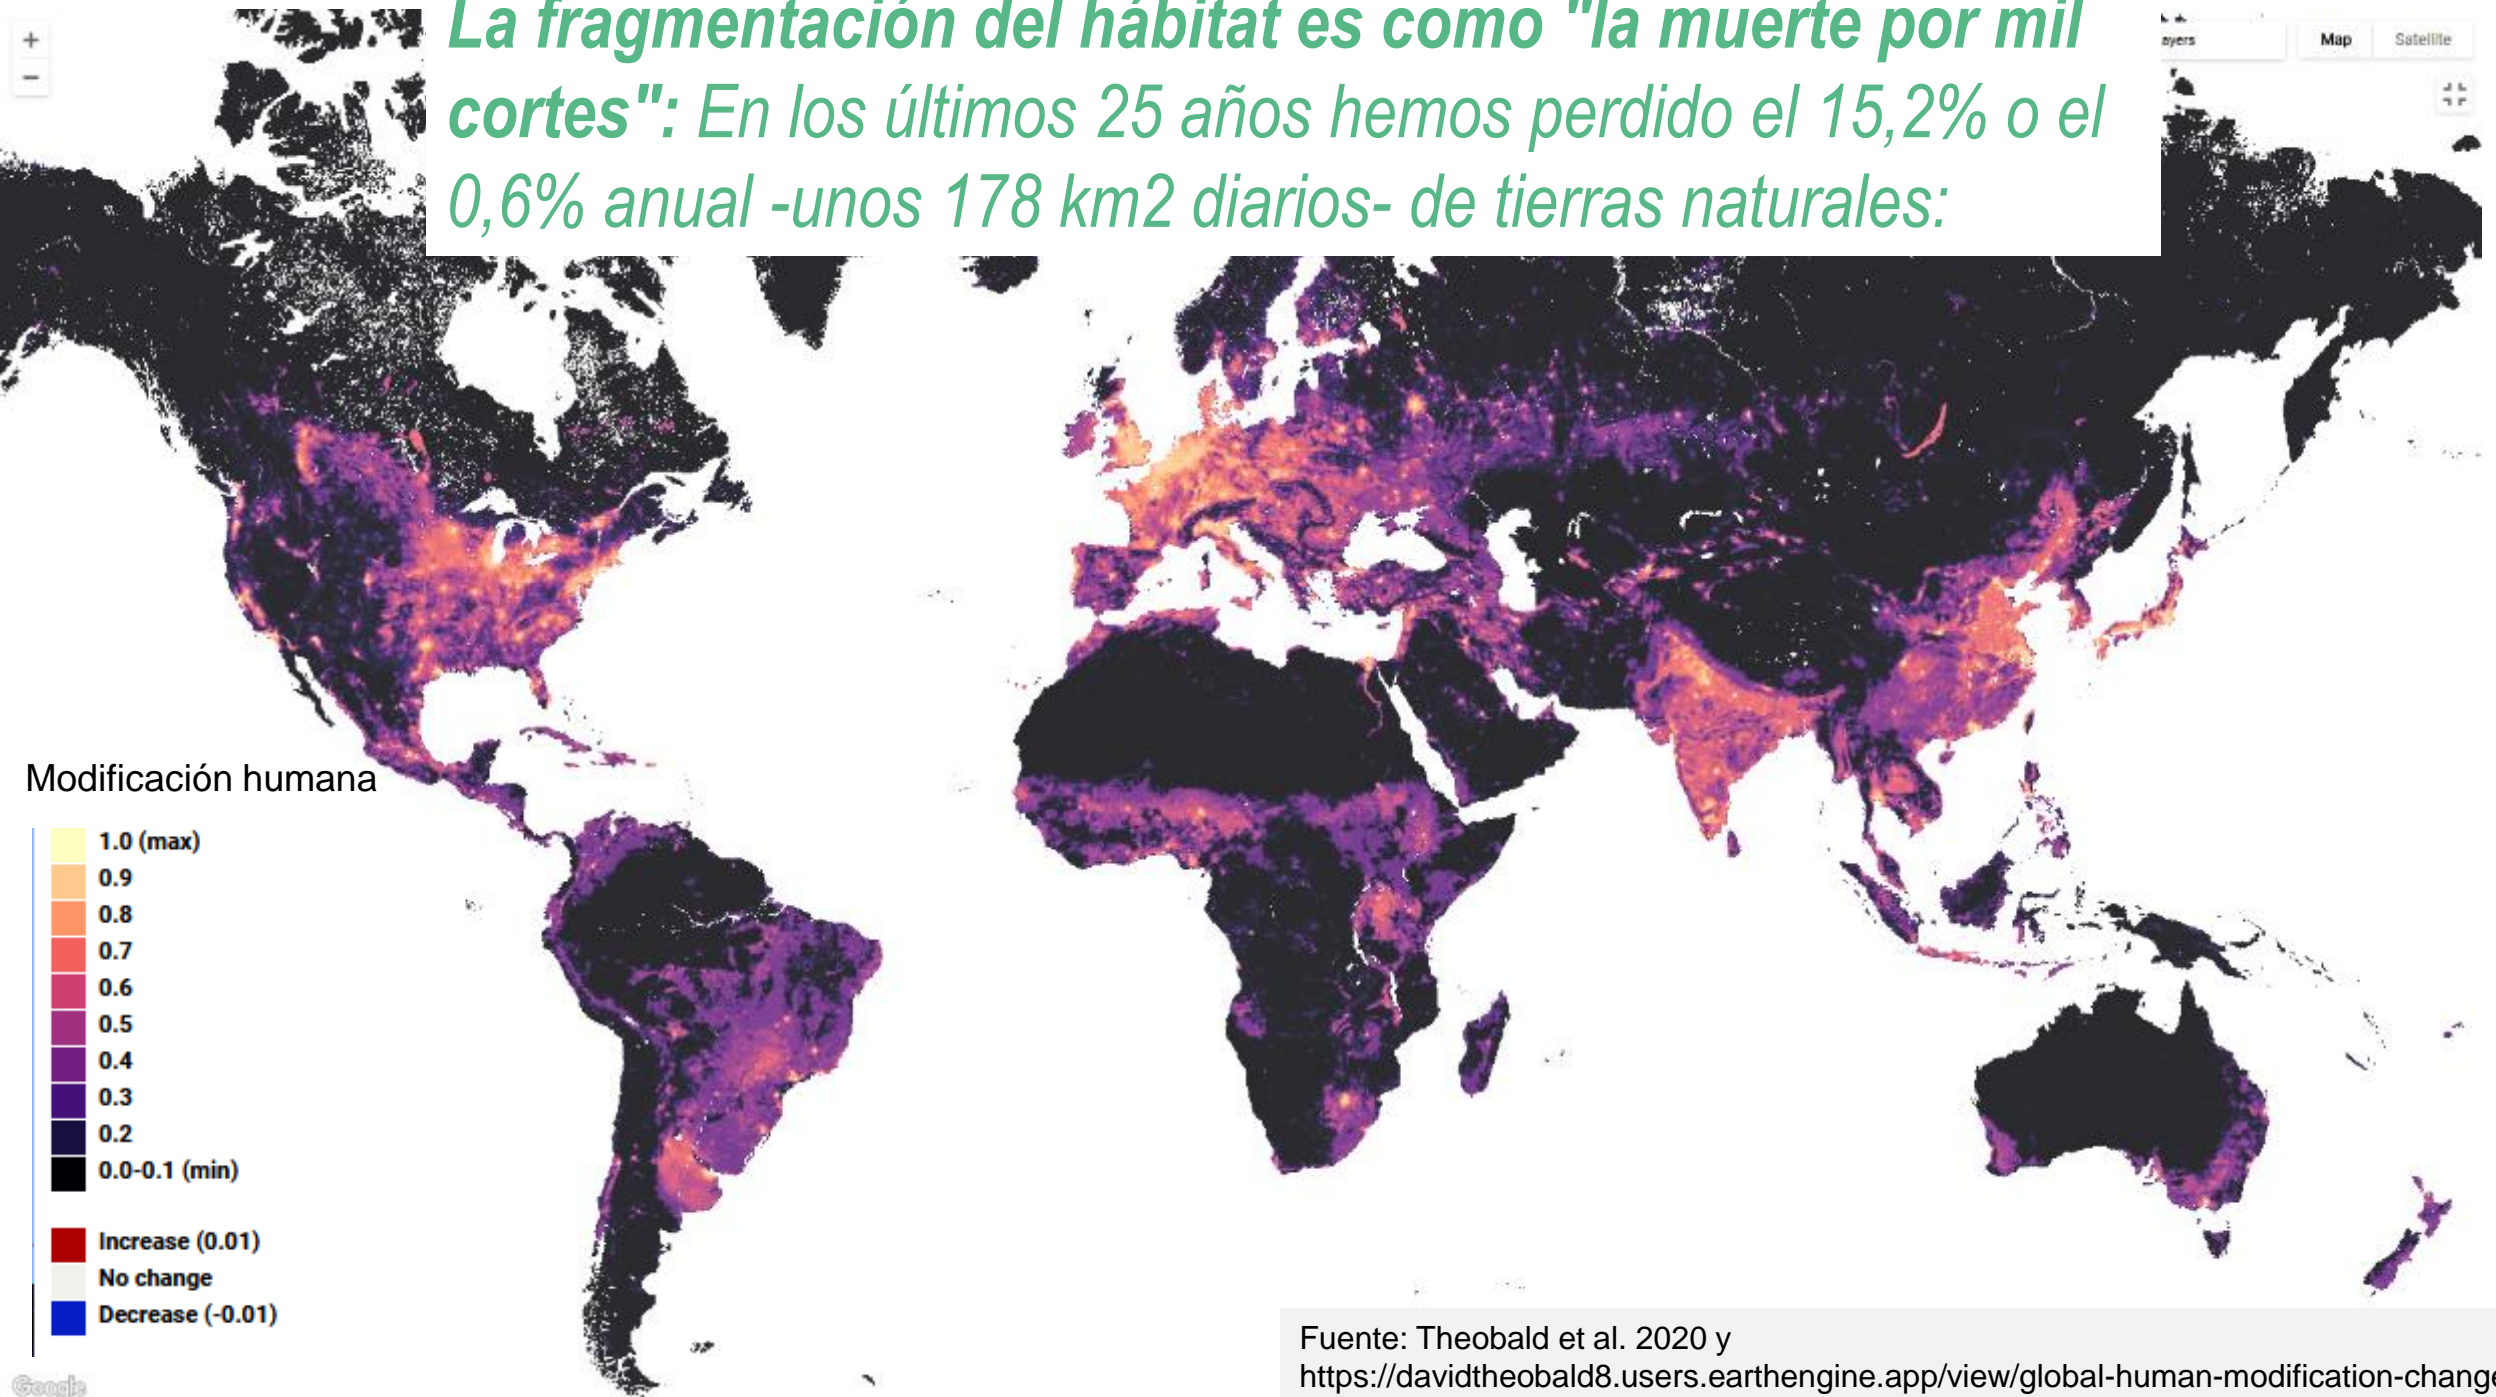 La fragmentación del hábitat es como "la muerte por mil
cortes": En los últimos 25 años hemos perdido el 15,2% o el
0,6% anual -unos 178 km2 diarios- de tierras naturales:
+
−
ayers
Map
Satellite
Modificación humana
1.0 (max)
0.9
0.8
0.7
0.6
0.5
0.4
0.3
0.2
0.0-0.1 (min)
Increase (0.01)
No change
Decrease (-0.01)
Google
Fuente: Theobald et al. 2020 y
https://davidtheobald8.users.earthengine.app/view/global-human-modification-change